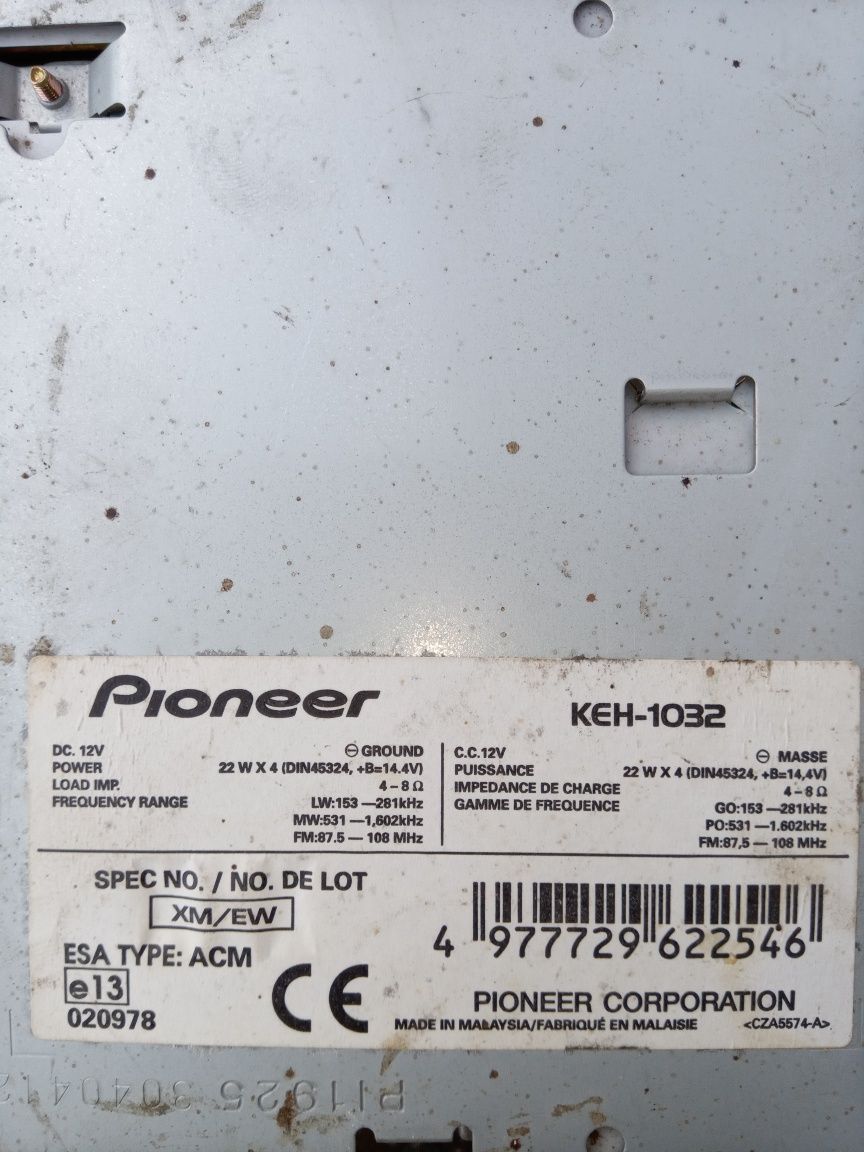 Pioneer
KEH-1032
DC. 12V ⊖ GROUND
POWER 22 W X 4 (DIN45324, +B=14.4V)
LOAD IMP. 4 – 8 Ω
FREQUENCY RANGE LW:153 — 281kHz
MW:531 — 1,602kHz
FM:87.5 — 108 MHz
C.C.12V ⊖ MASSE
PUISSANCE 22 W X 4 (DIN45324, +B=14,4V)
IMPEDANCE DE CHARGE 4 – 8 Ω
GAMME DE FREQUENCE GO:153 — 281kHz
PO:531 — 1.602kHz
FM:87,5 — 108 MHz
SPEC NO. / NO. DE LOT
XM/EW
ESA TYPE: ACM
e13
020978
CE
4 977729 622546
PIONEER CORPORATION
MADE IN MALAYSIA/FABRIQUÉ EN MALAISIE <CZA5574-A>